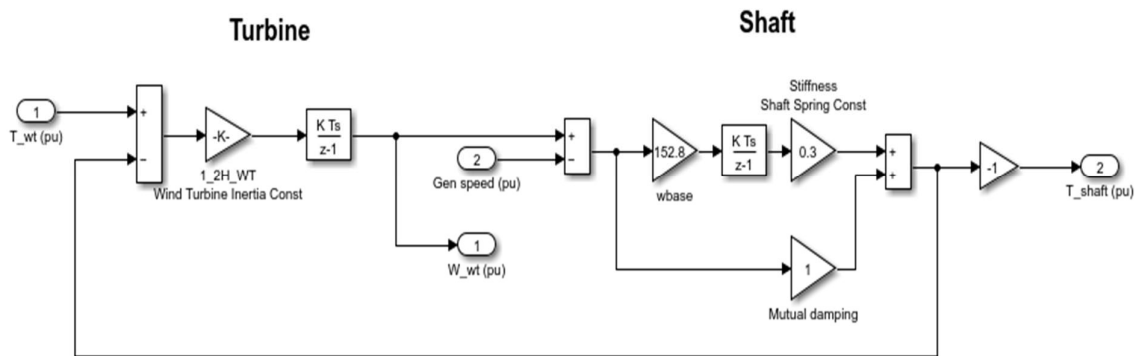 Turbine
Shaft
1
T_wt (pu)
+
−
-K-
1_2H_WT
Wind Turbine Inertia Const
K Ts
z-1
2
Gen speed (pu)
1
W_wt (pu)
+
−
152.8
wbase
K Ts
z-1
Stiffness
Shaft Spring Const
0.3
1
Mutual damping
+
+
-1
2
T_shaft (pu)